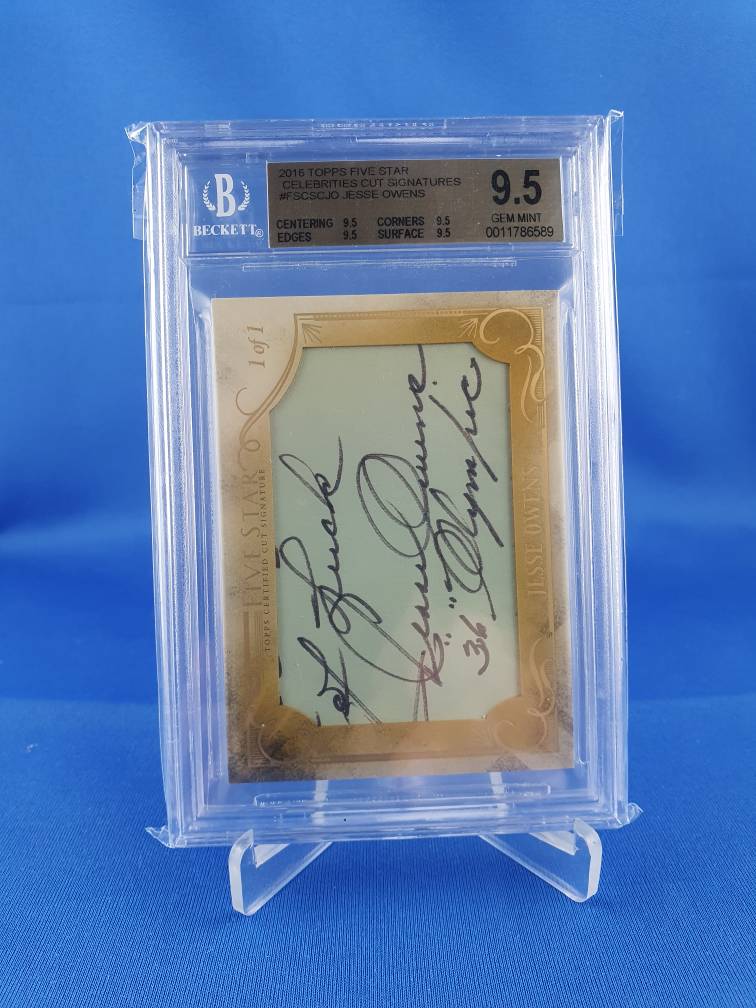 2016 TOPPS FIVE STAR
CELEBRITIES CUT SIGNATURES
#FSCSCJO JESSE OWENS
CENTERING 9.5 CORNERS 9.5
EDGES 9.5 SURFACE 9.5
9.5
GEM MINT
0011786589
B
BECKETT®
1 of 1
FIVE STAR
TOPPS CERTIFIED CUT SIGNATURE
Luck
Jesse Owens
36 "Olympic
JESSE OWENS